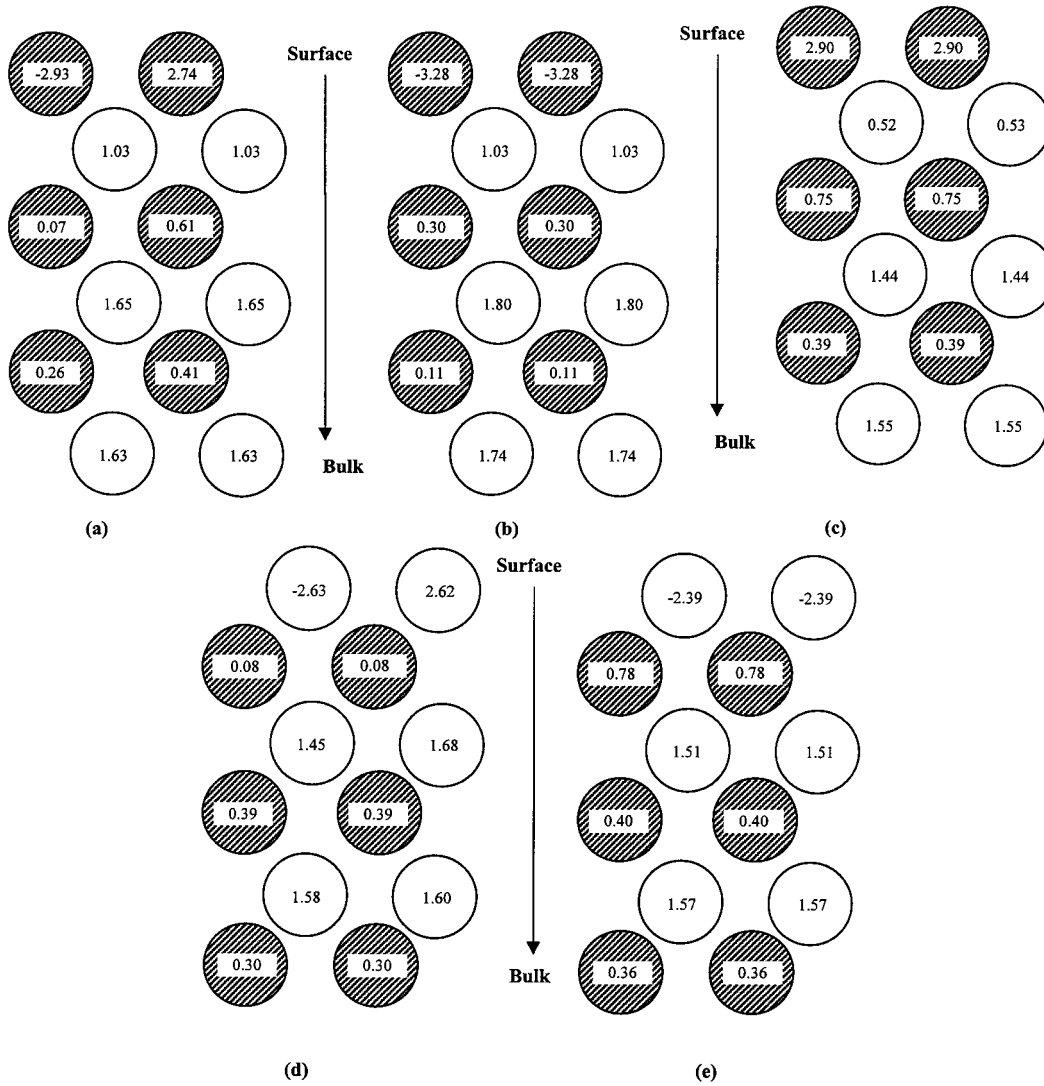 Surface
-2.93 2.74
1.03 1.03
0.07 0.61
1.65 1.65
0.26 0.41
1.63 1.63
Bulk
(a)
Surface
-3.28 -3.28
1.03 1.03
0.30 0.30
1.80 1.80
0.11 0.11
1.74 1.74
Bulk
(b)
2.90 2.90
0.52 0.53
0.75 0.75
1.44 1.44
0.39 0.39
1.55 1.55
(c)
Surface
-2.63 2.62
0.08 0.08
1.45 1.68
0.39 0.39
1.58 1.60
0.30 0.30
Bulk
(d)
-2.39 -2.39
0.78 0.78
1.51 1.51
0.40 0.40
1.57 1.57
0.36 0.36
(e)